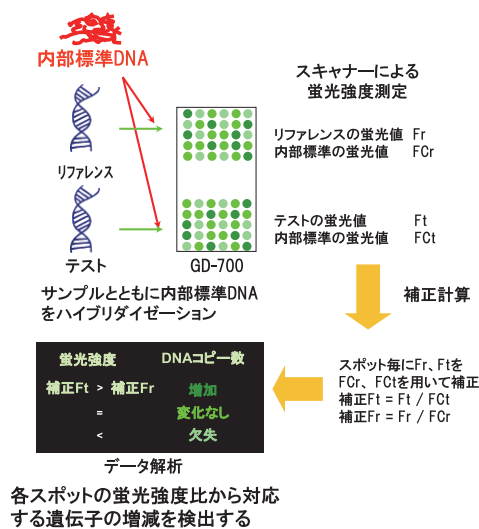 内部標準DNA
スキャナーによる
蛍光強度測定
リファレンスの蛍光値 Fr
内部標準の蛍光値 FCr
リファレンス
テストの蛍光値 Ft
内部標準の蛍光値 FCt
テスト
GD-700
サンプルとともに内部標準DNA
をハイブリダイゼーション
補正計算
スポット毎にFr、Ftを
FCr、FCtを用いて補正
補正Ft = Ft / FCt
補正Fr = Fr / FCr
蛍光強度 DNAコピー数
補正Ft > 補正Fr 増加
= 変化なし
< 欠失
データ解析
各スポットの蛍光強度比から対応
する遺伝子の増減を検出する